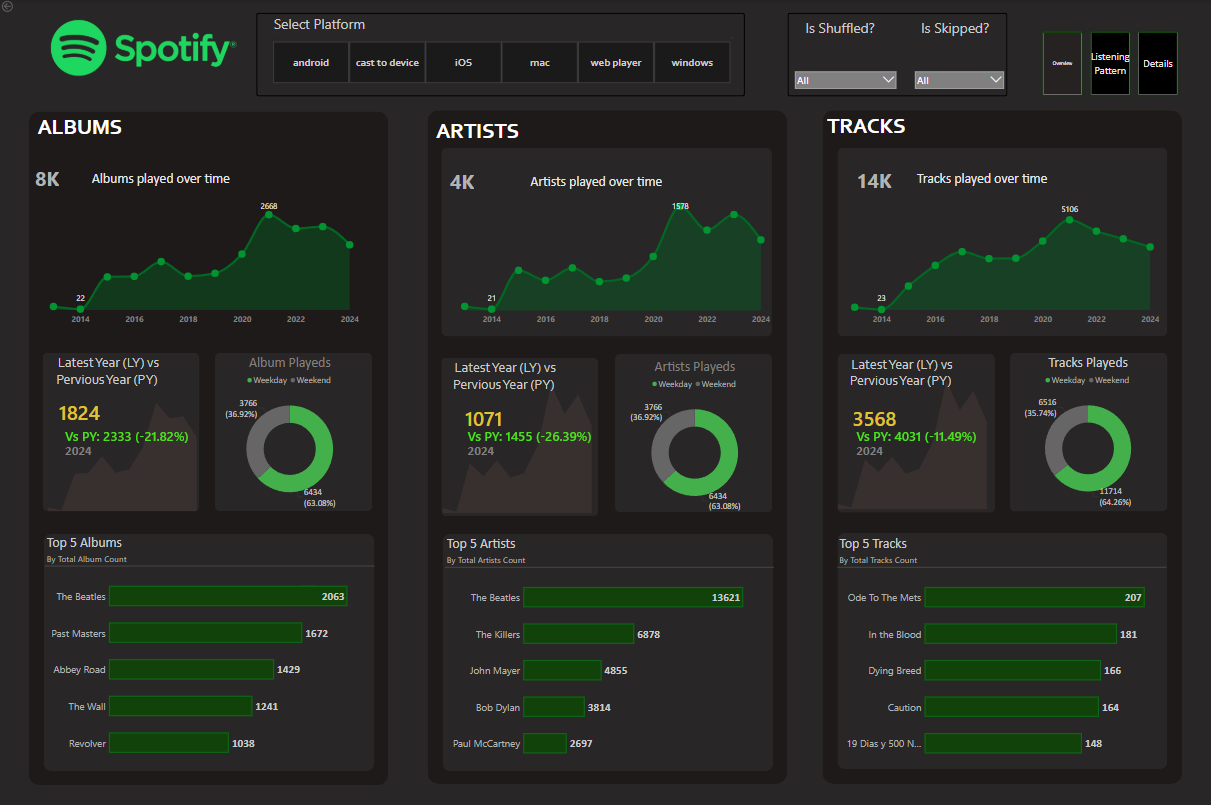 Spotify®
Select Platform
android
cast to device
iOS
mac
web player
windows
Is Shuffled?
All
Is Skipped?
All
Overview
Listening
Pattern
Details
ALBUMS
8K
Albums played over time
2668
22
2014
2016
2018
2020
2022
2024
Latest Year (LY) vs
Pervious Year (PY)
1824
Vs PY: 2333 (-21.82%)
2024
Album Playeds
Weekday
Weekend
3766
(36.92%)
6434
(63.08%)
Top 5 Albums
By Total Album Count
The Beatles 2063
Past Masters 1672
Abbey Road 1429
The Wall 1241
Revolver 1038
ARTISTS
4K
Artists played over time
1578
21
2014
2016
2018
2020
2022
2024
Latest Year (LY) vs
Pervious Year (PY)
1071
Vs PY: 1455 (-26.39%)
2024
Artists Playeds
Weekday
Weekend
3766
(36.92%)
6434
(63.08%)
Top 5 Artists
By Total Artists Count
The Beatles 13621
The Killers 6878
John Mayer 4855
Bob Dylan 3814
Paul McCartney 2697
TRACKS
14K
Tracks played over time
5106
23
2014
2016
2018
2020
2022
2024
Latest Year (LY) vs
Pervious Year (PY)
3568
Vs PY: 4031 (-11.49%)
2024
Tracks Playeds
Weekday
Weekend
6516
(35.74%)
11714
(64.26%)
Top 5 Tracks
By Total Tracks Count
Ode To The Mets 207
In the Blood 181
Dying Breed 166
Caution 164
19 Dias y 500 N... 148